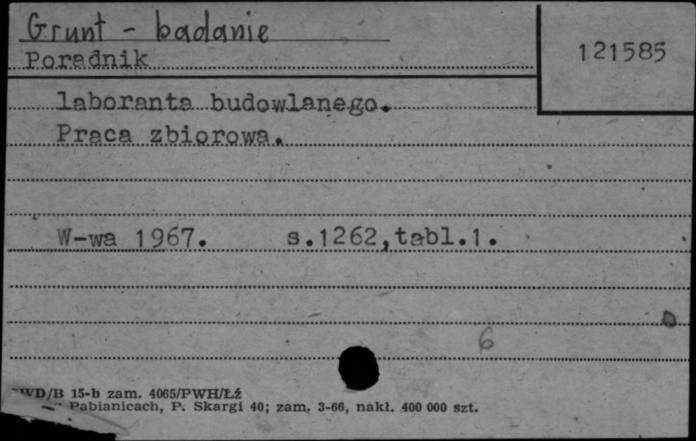 Grunt - badanie
Poradnik
121585
laboranta budowlanego.
Praca zbiorowa.
W-wa 1967. s.1262,tabl.1.
6
WD/B 15-b zam. 4065/PWH/Łź
Pabianicach, P. Skargi 40; zam. 3-66, nakł. 400 000 szt.